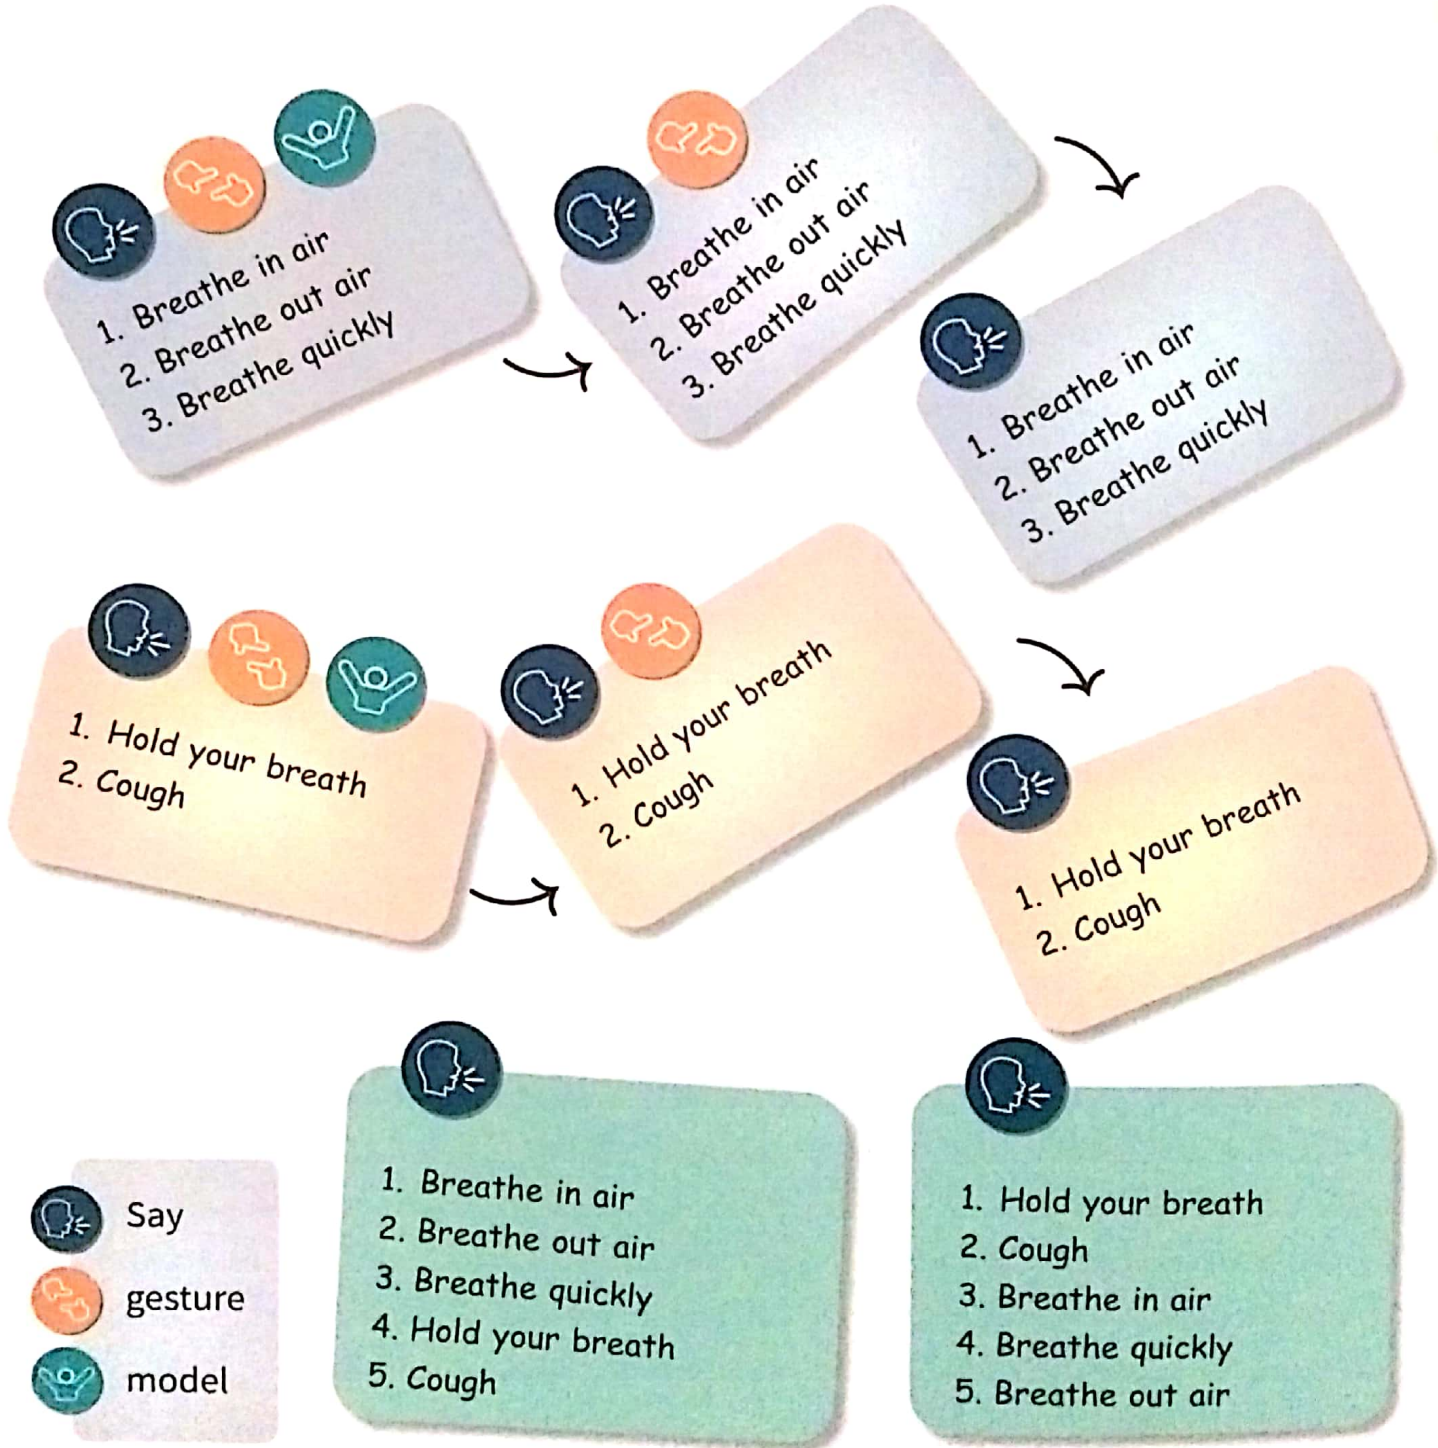 1. Breathe in air
2. Breathe out air
3. Breathe quickly
1. Breathe in air
2. Breathe out air
3. Breathe quickly
1. Breathe in air
2. Breathe out air
3. Breathe quickly
1. Hold your breath
2. Cough
1. Hold your breath
2. Cough
1. Hold your breath
2. Cough
Say
gesture
model
1. Breathe in air
2. Breathe out air
3. Breathe quickly
4. Hold your breath
5. Cough
1. Hold your breath
2. Cough
3. Breathe in air
4. Breathe quickly
5. Breathe out air